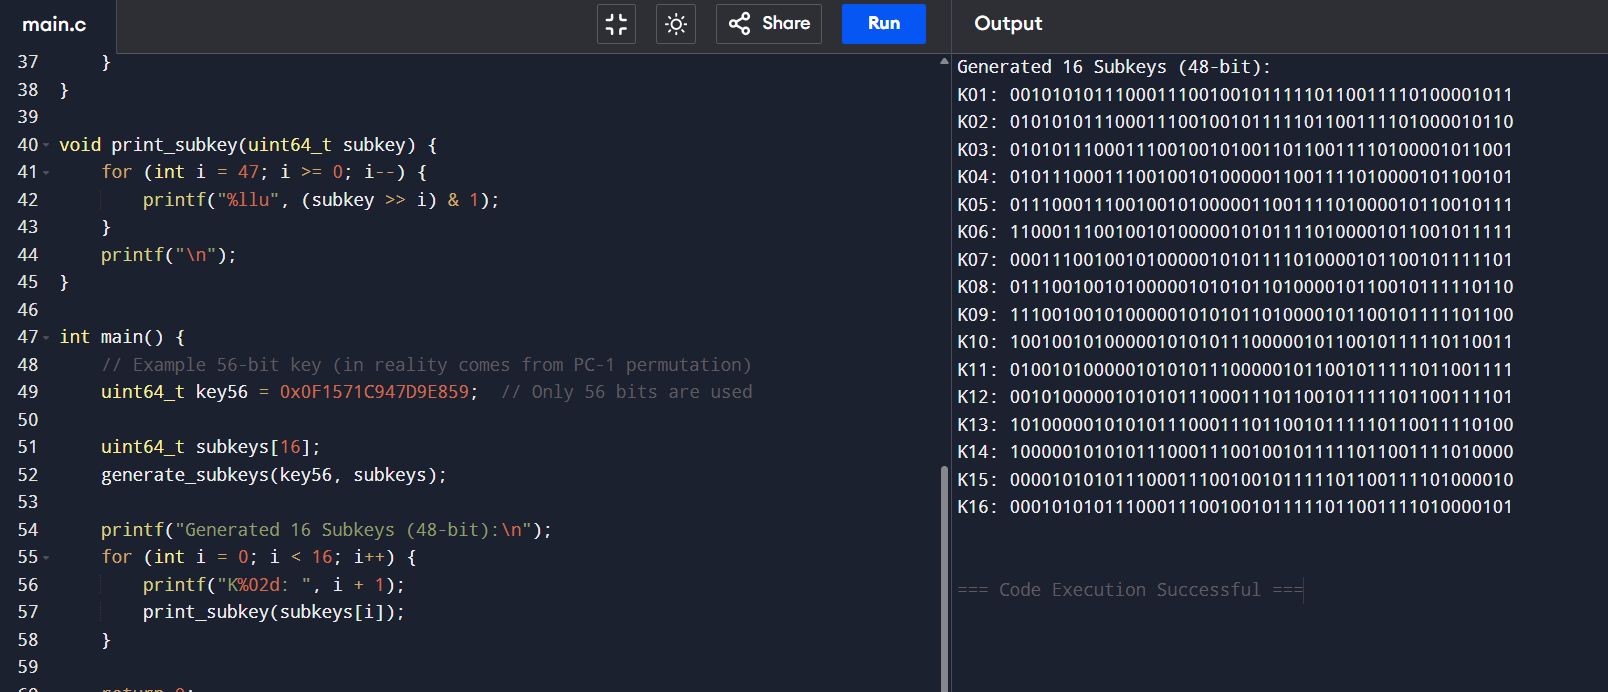 main.c
Share
Run
Output
37 }
38 }
39
40 void print_subkey(uint64_t subkey) {
41 for (int i = 47; i >= 0; i--) {
42 printf("%llu", (subkey >> i) & 1);
43 }
44 printf("\n");
45 }
46
47 int main() {
48 // Example 56-bit key (in reality comes from PC-1 permutation)
49 uint64_t key56 = 0x0F1571C947D9E859; // Only 56 bits are used
50
51 uint64_t subkeys[16];
52 generate_subkeys(key56, subkeys);
53
54 printf("Generated 16 Subkeys (48-bit):\n");
55 for (int i = 0; i < 16; i++) {
56 printf("K%02d: ", i + 1);
57 print_subkey(subkeys[i]);
58 }
59
60 return 0;
Generated 16 Subkeys (48-bit):
K01: 001010101110001110010010111110110011110100001011
K02: 010101011100011100100101111101100111101000010110
K03: 010101110001110010010100110110011110100001011001
K04: 010111000111001001010000011001111010000101100101
K05: 011100011100100101000001100111101000010110010111
K06: 110001110010010100000101011110100001011001011111
K07: 000111001001010000010101111010000101100101111101
K08: 011100100101000001010101101000010110010111110110
K09: 111001001010000010101011010000101100101111101100
K10: 100100101000001010101110000010110010111110110011
K11: 010010100000101010111000001011001011111011001111
K12: 001010000010101011100011101100101111101100111101
K13: 101000001010101110001110110010111110110011110100
K14: 100000101010111000111001001011111011001111010000
K15: 000010101011100011100100101111101100111101000010
K16: 000101010111000111001001011111011001111010000101
=== Code Execution Successful ===